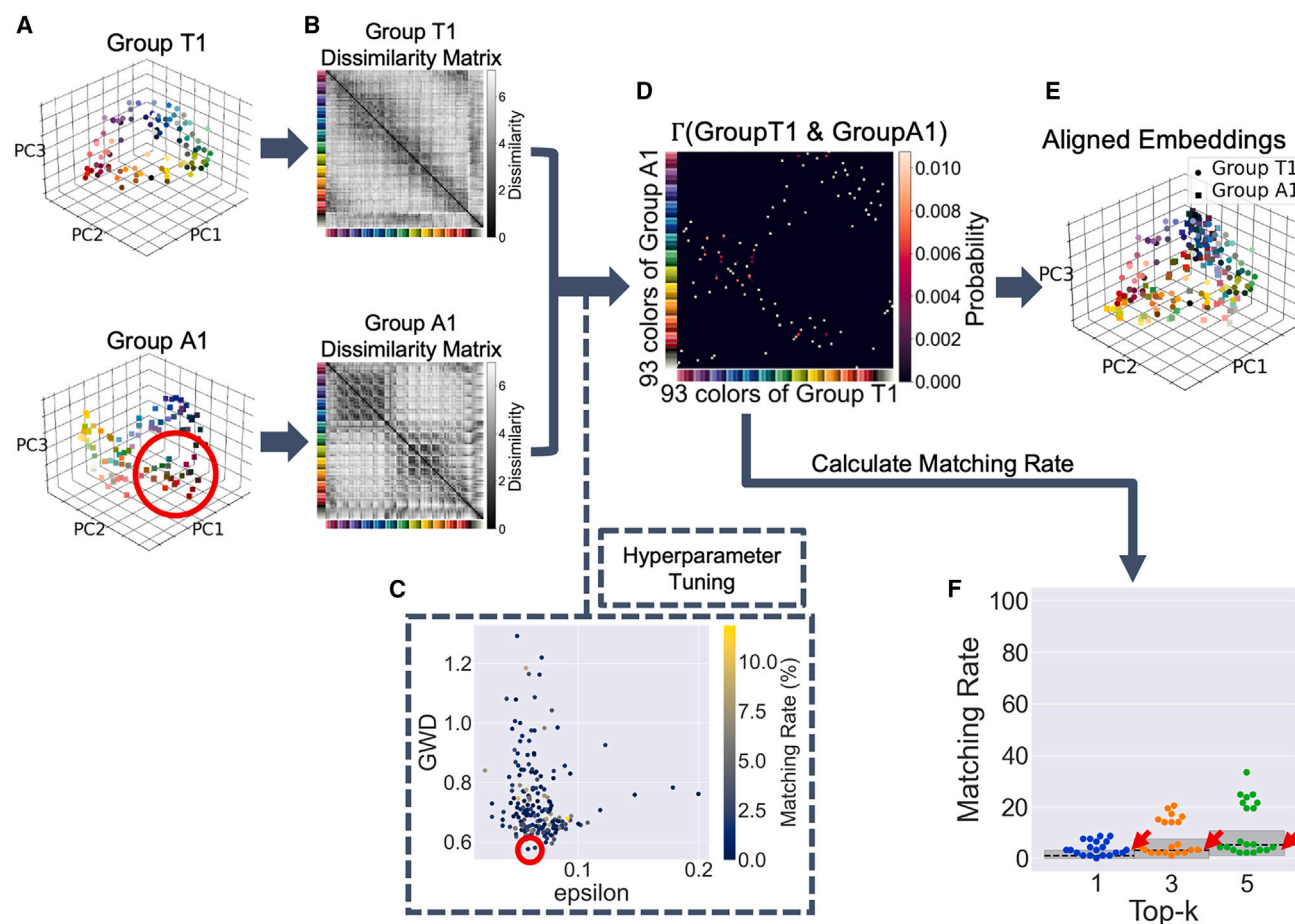 A
Group T1
PC3
PC2
PC1
B
Group T1
Dissimilarity Matrix
6
4
2
0
Dissimilarity
Group A1
PC3
PC2
PC1
Group A1
Dissimilarity Matrix
6
4
2
0
Dissimilarity
D
Γ(GroupT1 & GroupA1)
93 colors of Group A1
93 colors of Group T1
0.010
0.008
0.006
0.004
0.002
0.000
Probability
E
Aligned Embeddings
Group T1
Group A1
PC3
PC2
PC1
Calculate Matching Rate
Hyperparameter
Tuning
C
GWD
1.2
1.0
0.8
0.6
0.1
0.2
epsilon
10.0
7.5
5.0
2.5
0.0
Matching Rate (%)
F
Matching Rate
100
80
60
40
20
0
1
3
5
Top-k